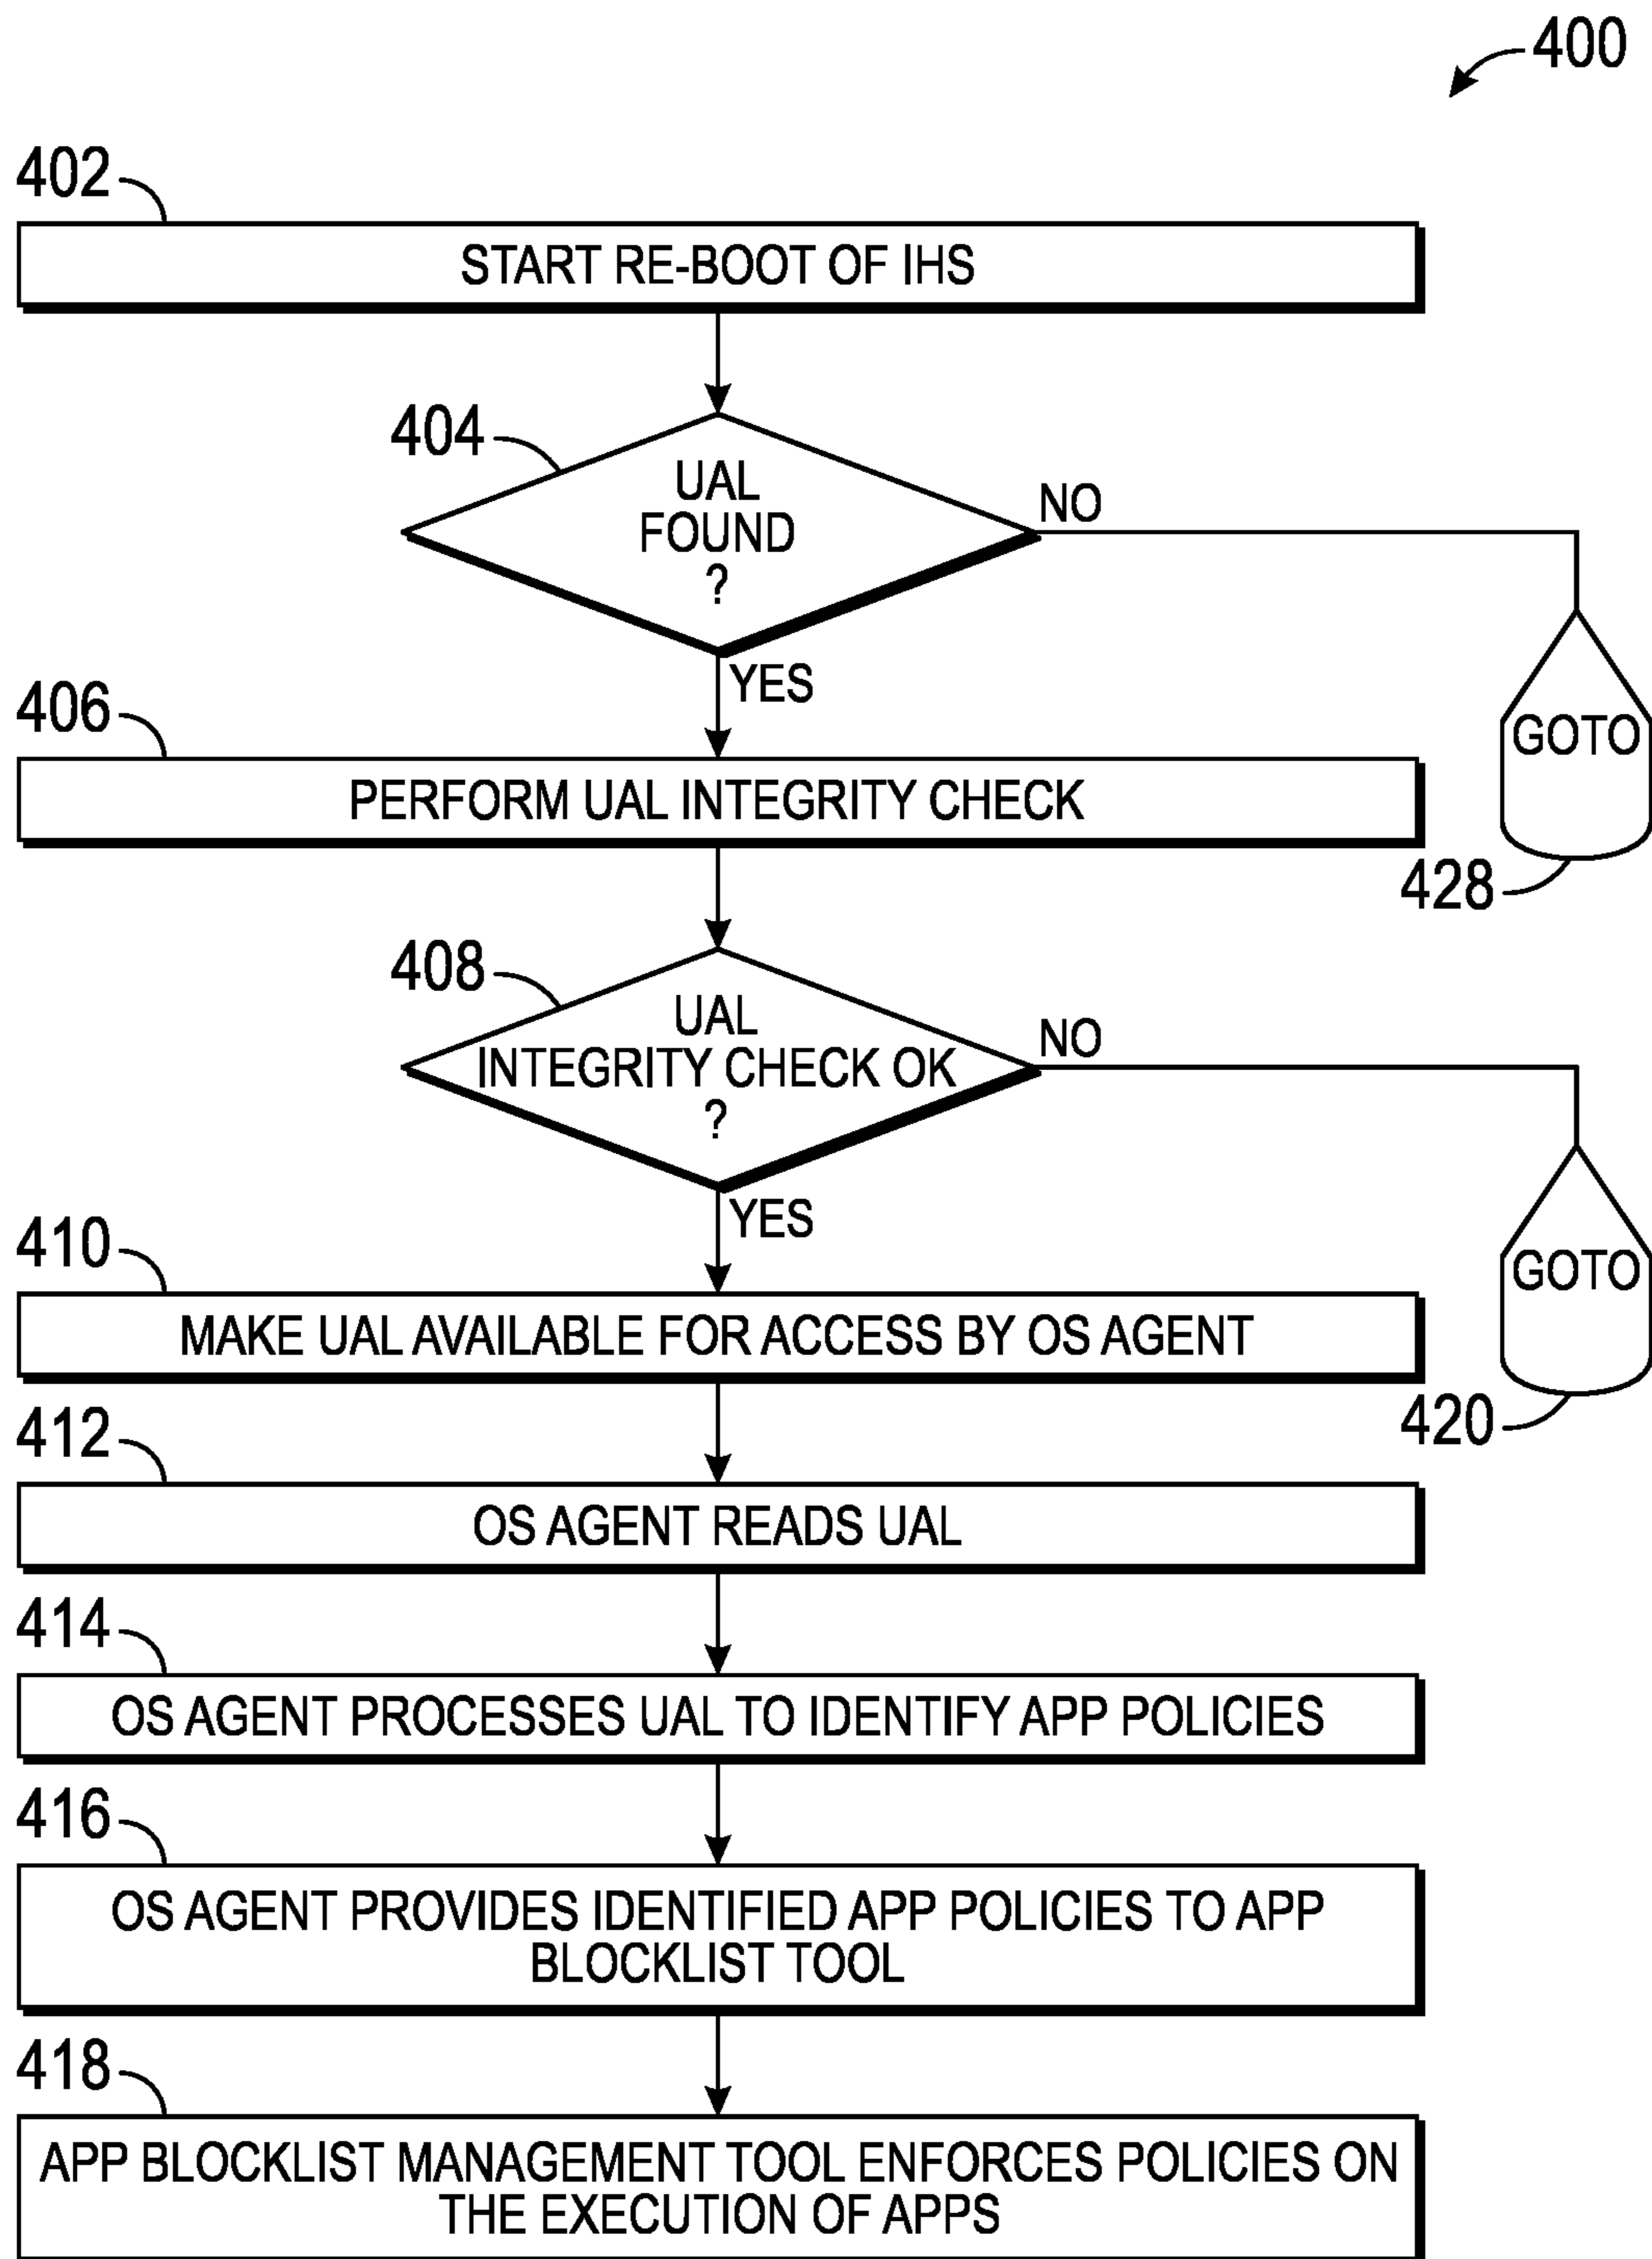 400
402
START RE-BOOT OF IHS
404
UAL
FOUND
?
NO
YES
GOTO
428
406
PERFORM UAL INTEGRITY CHECK
408
UAL
INTEGRITY CHECK OK
?
NO
YES
GOTO
420
410
MAKE UAL AVAILABLE FOR ACCESS BY OS AGENT
412
OS AGENT READS UAL
414
OS AGENT PROCESSES UAL TO IDENTIFY APP POLICIES
416
OS AGENT PROVIDES IDENTIFIED APP POLICIES TO APP
BLOCKLIST TOOL
418
APP BLOCKLIST MANAGEMENT TOOL ENFORCES POLICIES ON
THE EXECUTION OF APPS